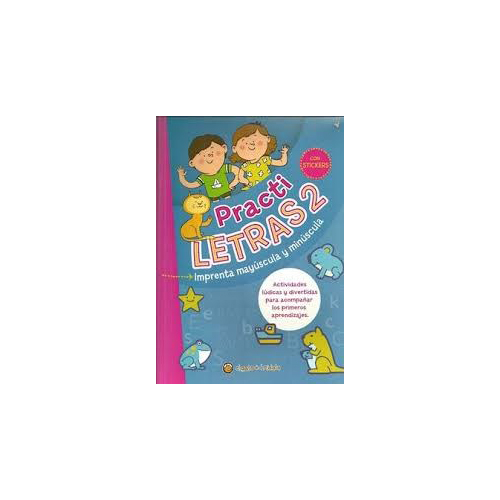 CON
STICKERS
Practi
LETRAS 2
Imprenta mayúscula y minúscula
Actividades
lúdicas y divertidas
para acompañar
los primeros
aprendizajes.